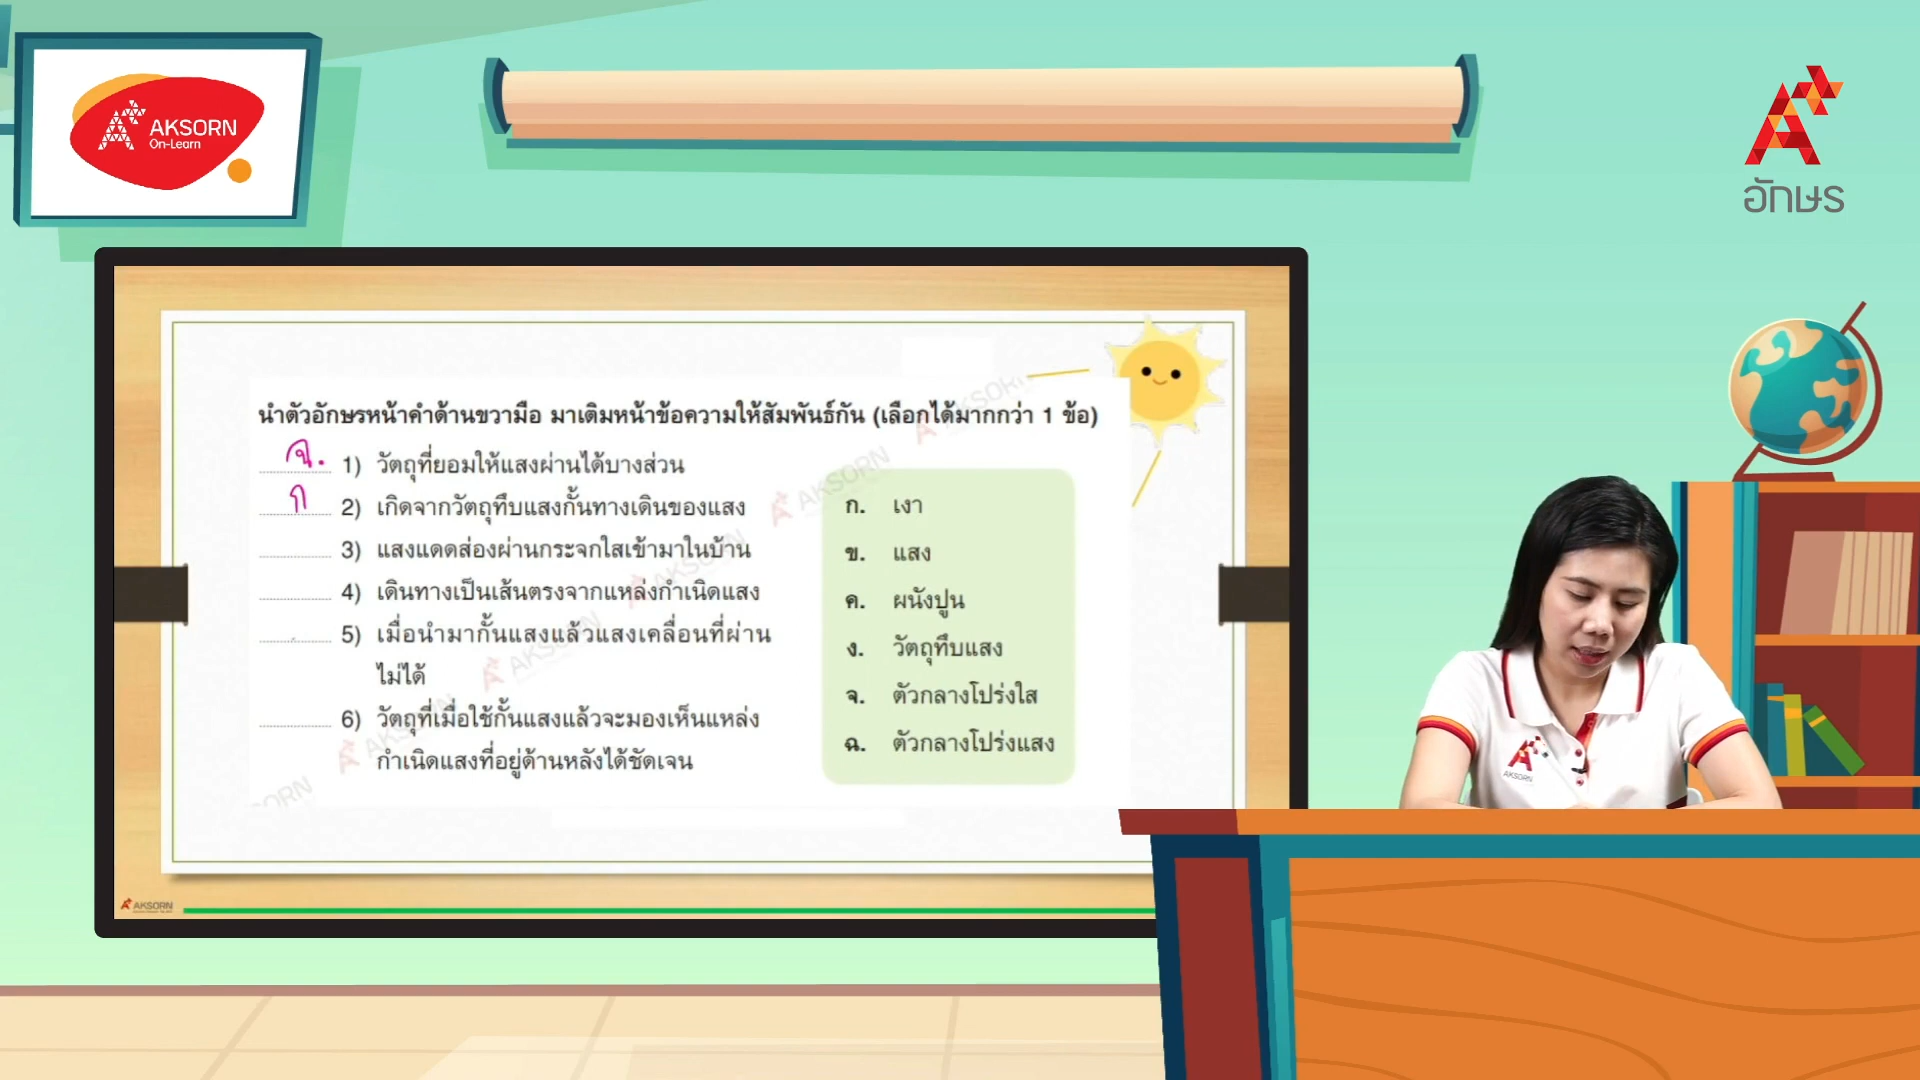 AKSORN
On-Learn
อักษร
นำตัวอักษรหน้าคำด้านขวามือ มาเติมหน้าข้อความให้สัมพันธ์กัน (เลือกได้มากกว่า 1 ข้อ)
ฉ. 1) วัตถุที่ยอมให้แสงผ่านได้บางส่วน
ก 2) เกิดจากวัตถุทึบแสงกั้นทางเดินของแสง
3) แสงแดดส่องผ่านกระจกใสเข้ามาในบ้าน
4) เดินทางเป็นเส้นตรงจากแหล่งกำเนิดแสง
5) เมื่อนำมากั้นแสงแล้วแสงเคลื่อนที่ผ่าน
ไม่ได้
6) วัตถุที่เมื่อใช้กั้นแสงแล้วจะมองเห็นแหล่ง
กำเนิดแสงที่อยู่ด้านหลังได้ชัดเจน
ก. เงา
ข. แสง
ค. ผนังปูน
ง. วัตถุทึบแสง
จ. ตัวกลางโปร่งใส
ฉ. ตัวกลางโปร่งแสง
AKSORN
AKSORN
AKSORN
AKSORN
AKSORN
AKSORN